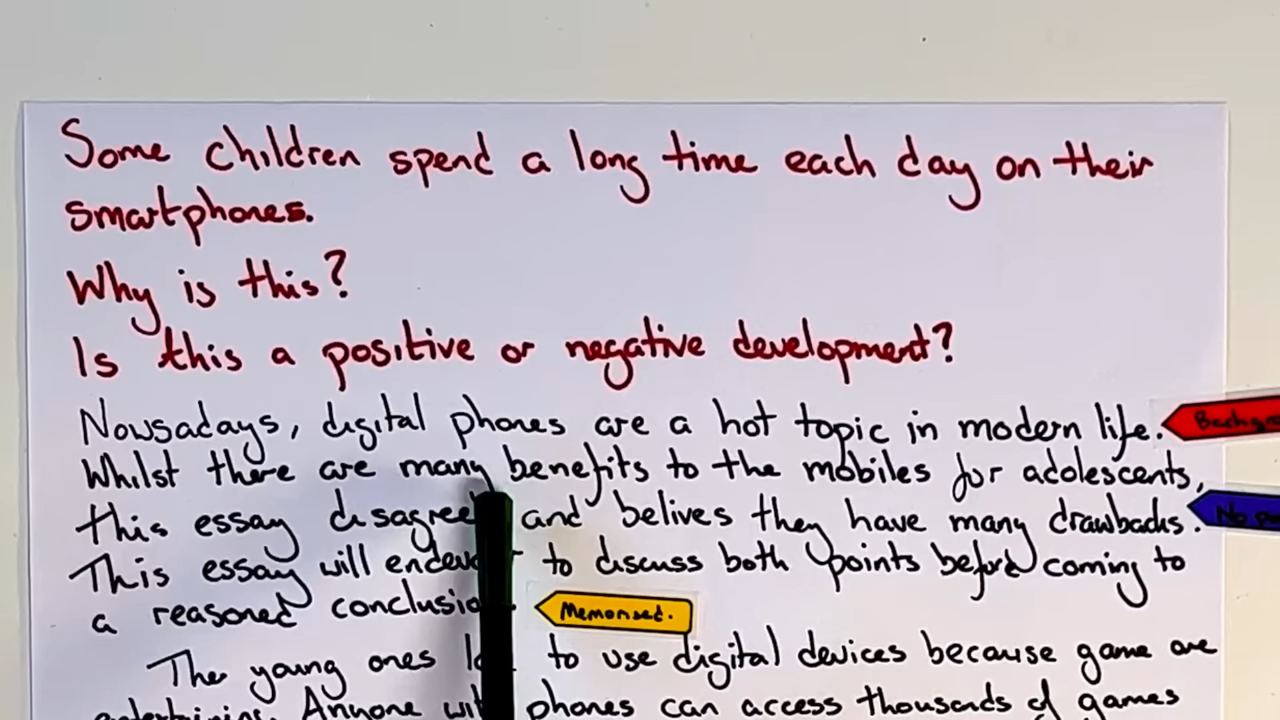 Some children spend a long time each day on their
smartphones.
Why is this?
Is this a positive or negative development?
Nowsadays, digital phones are a hot topic in modern life.
Whilst there are many benefits to the mobiles for adolescents,
this essay disagree and belives they have many drawbacks.
No
This essay will to discuss both points before coming to
a reasoned
Memorised.
The young ones to use digital devices because game are
Anyone phones can access thousands of games